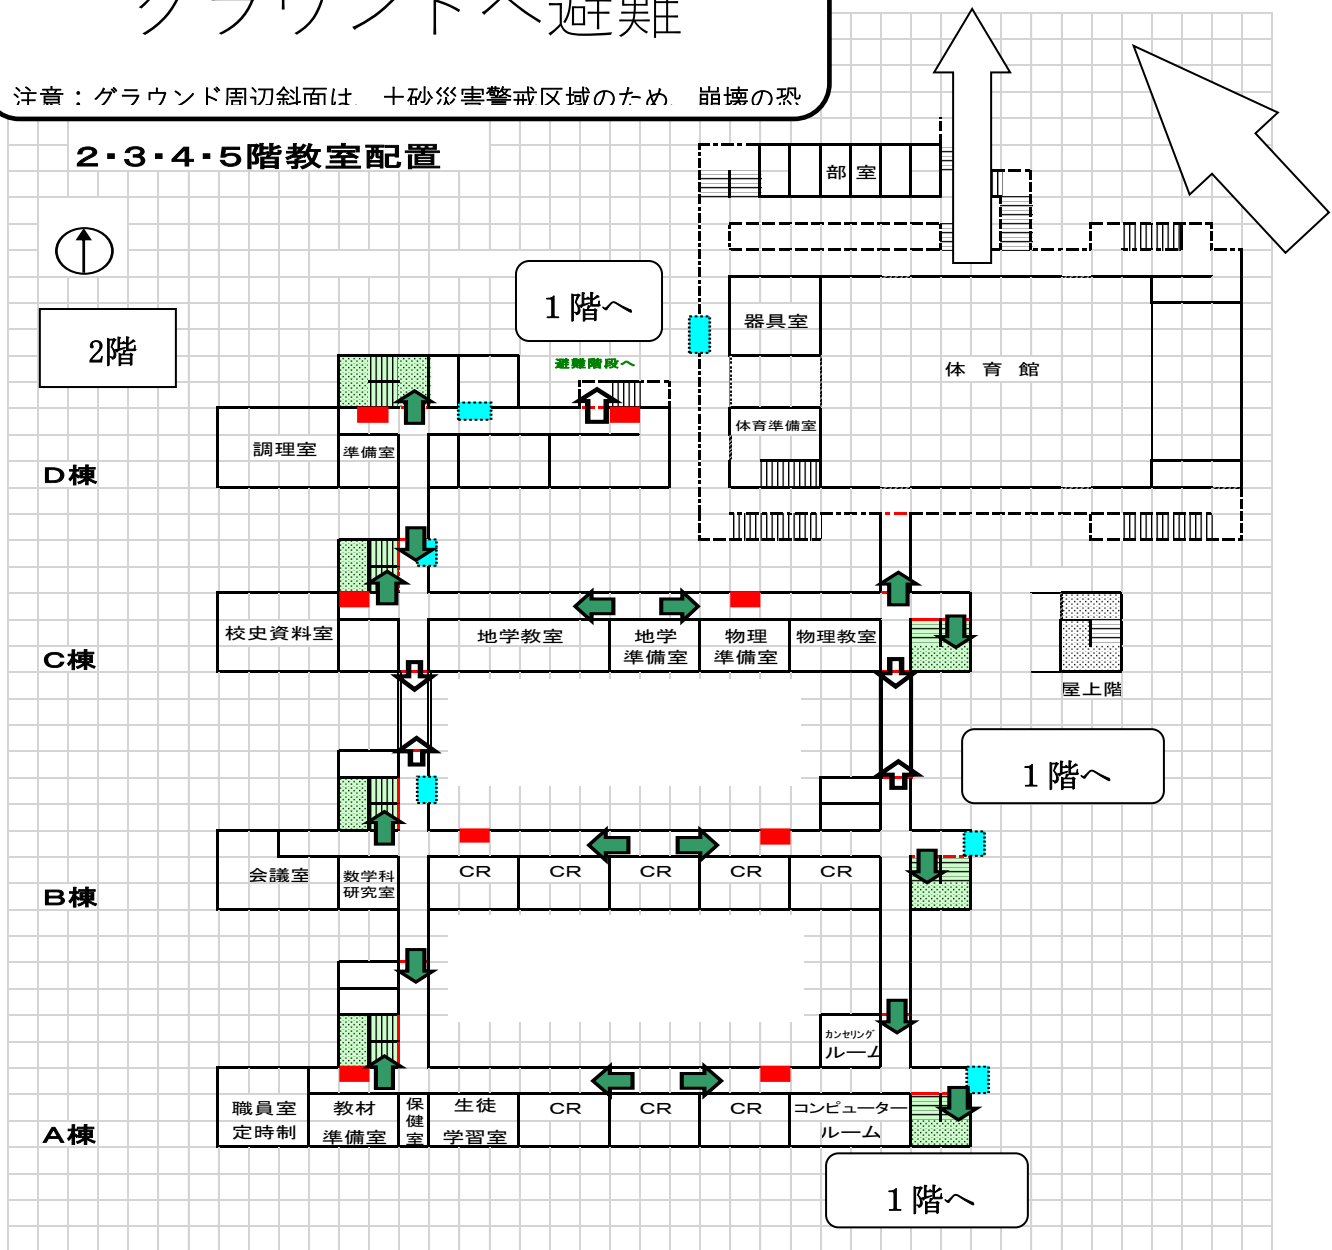 グラウンドへ避難
注意：グラウンド周辺斜面は、土砂災害警戒区域のため、崩壊の恐
２・３・４・５階教室配置
部 室
1階へ
2階
避難階段へ
器具室
体 育 館
体育準備室
調理室
準備室
D棟
校史資料室
地学教室
地学
準備室
物理
準備室
物理教室
C棟
屋上階
1階へ
会議室
数学科
研究室
CR
CR
CR
CR
CR
B棟
カンセリング
ルーム
職員室
定時制
教材
準備室
保
健
室
生徒
学習室
CR
CR
CR
コンピューター
ルーム
A棟
1階へ